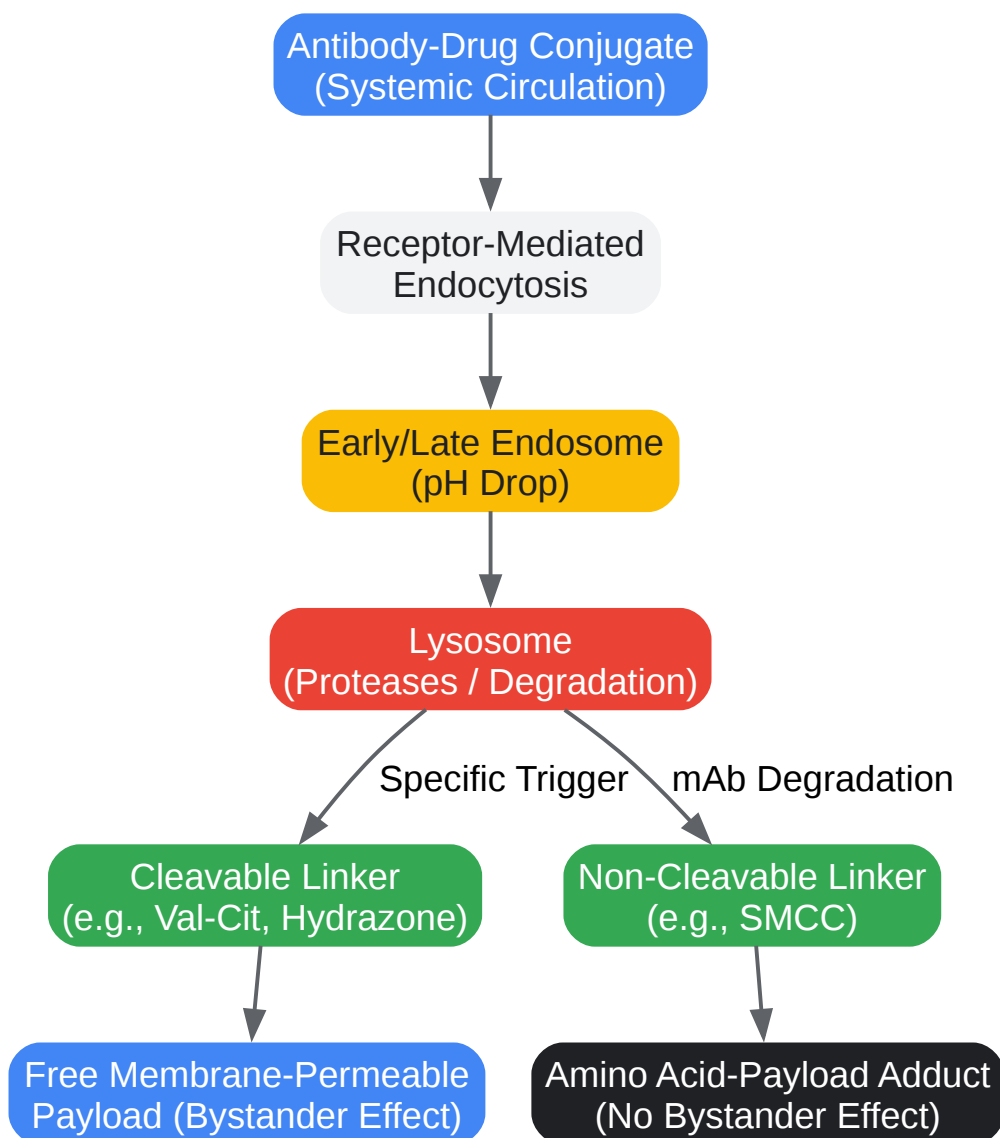 Antibody-Drug Conjugate
(Systemic Circulation)
Receptor-Mediated
Endocytosis
Early/Late Endosome
(pH Drop)
Lysosome
(Proteases / Degradation)
Specific Trigger
mAb Degradation
Cleavable Linker
(e.g., Val-Cit, Hydrazone)
Non-Cleavable Linker
(e.g., SMCC)
Free Membrane-Permeable
Payload (Bystander Effect)
Amino Acid-Payload Adduct
(No Bystander Effect)